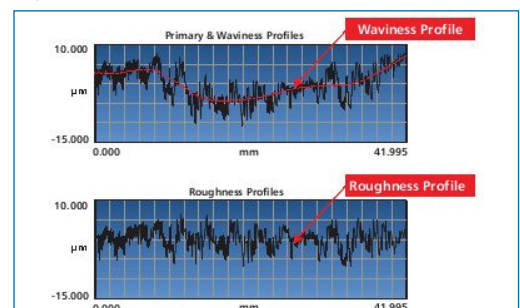 Primary & Waviness Profiles
Waviness Profile
10.000
µm
-15.000
0.000 mm 41.995
Roughness Profiles
Roughness Profile
10.000
µm
-15.000
0.000 mm 41.995